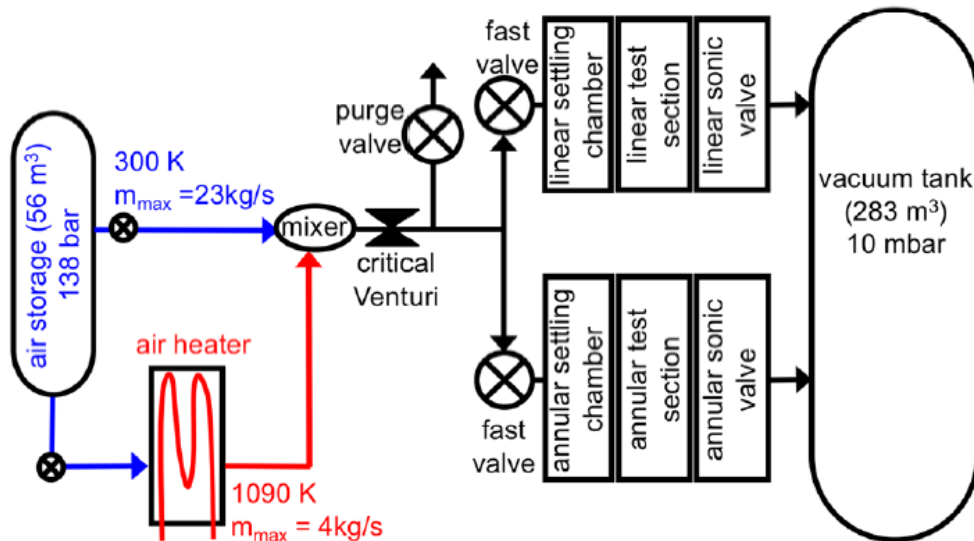 air storage (56 m³)
138 bar
300 K
m_max =23kg/s
air heater
1090 K
m_max = 4kg/s
mixer
critical
Venturi
purge
valve
fast
valve
linear settling
chamber
linear test
section
linear sonic
valve
fast
valve
annular settling
chamber
annular test
section
annular sonic
valve
vacuum tank
(283 m³)
10 mbar